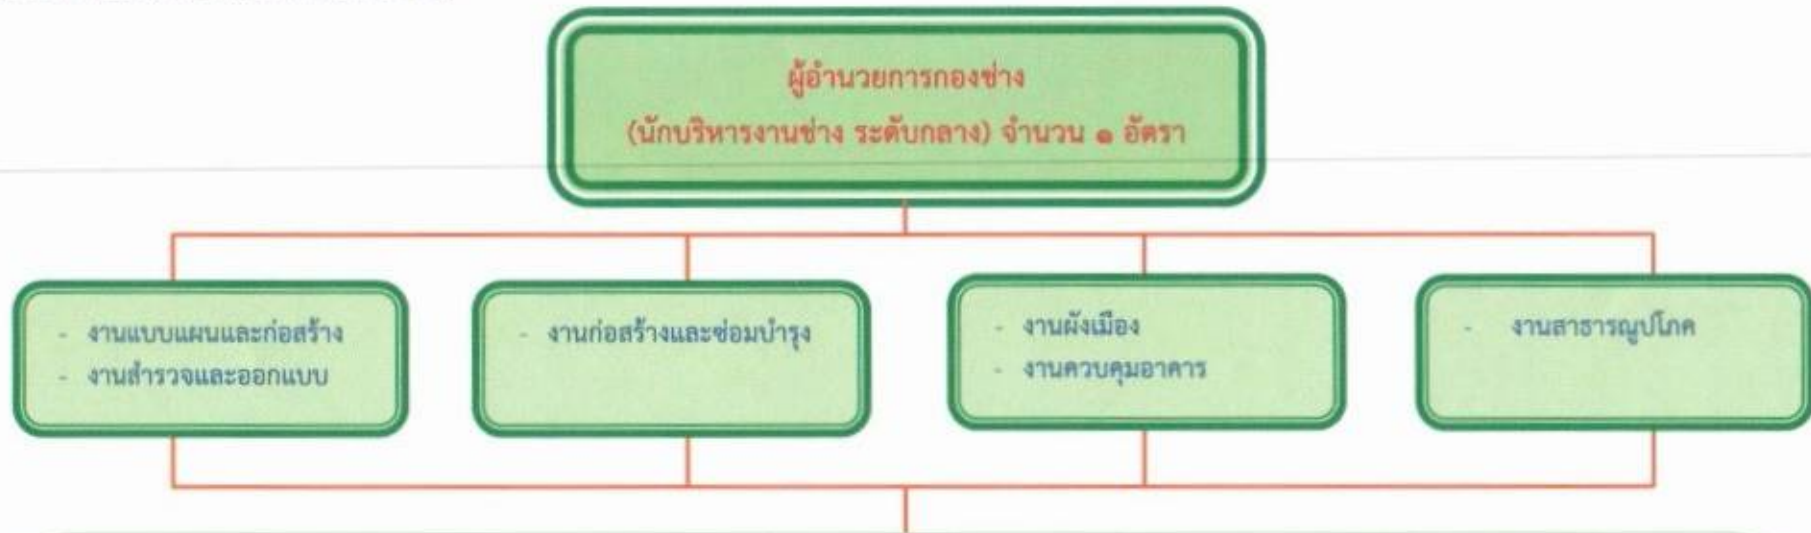 ผู้อำนวยการกองช่าง
(นักบริหารงานช่าง ระดับกลาง) จำนวน ๑ อัตรา
- งานแบบแผนและก่อสร้าง
- งานสำรวจและออกแบบ
- งานก่อสร้างและซ่อมบำรุง
- งานผังเมือง
- งานควบคุมอาคาร
- งานสาธารณูปโภค